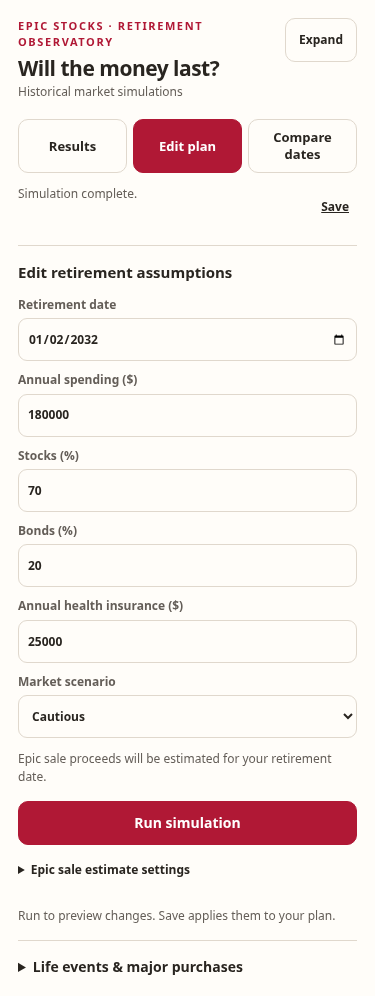 EPIC STOCKS · RETIREMENT
OBSERVATORY
Expand
Will the money last?
Historical market simulations
Results
Edit plan
Compare
dates
Simulation complete.
Save
Edit retirement assumptions
Retirement date
01/02/2032
Annual spending ($)
180000
Stocks (%)
70
Bonds (%)
20
Annual health insurance ($)
25000
Market scenario
Cautious
Epic sale proceeds will be estimated for your retirement
date.
Run simulation
Epic sale estimate settings
Run to preview changes. Save applies them to your plan.
Life events & major purchases